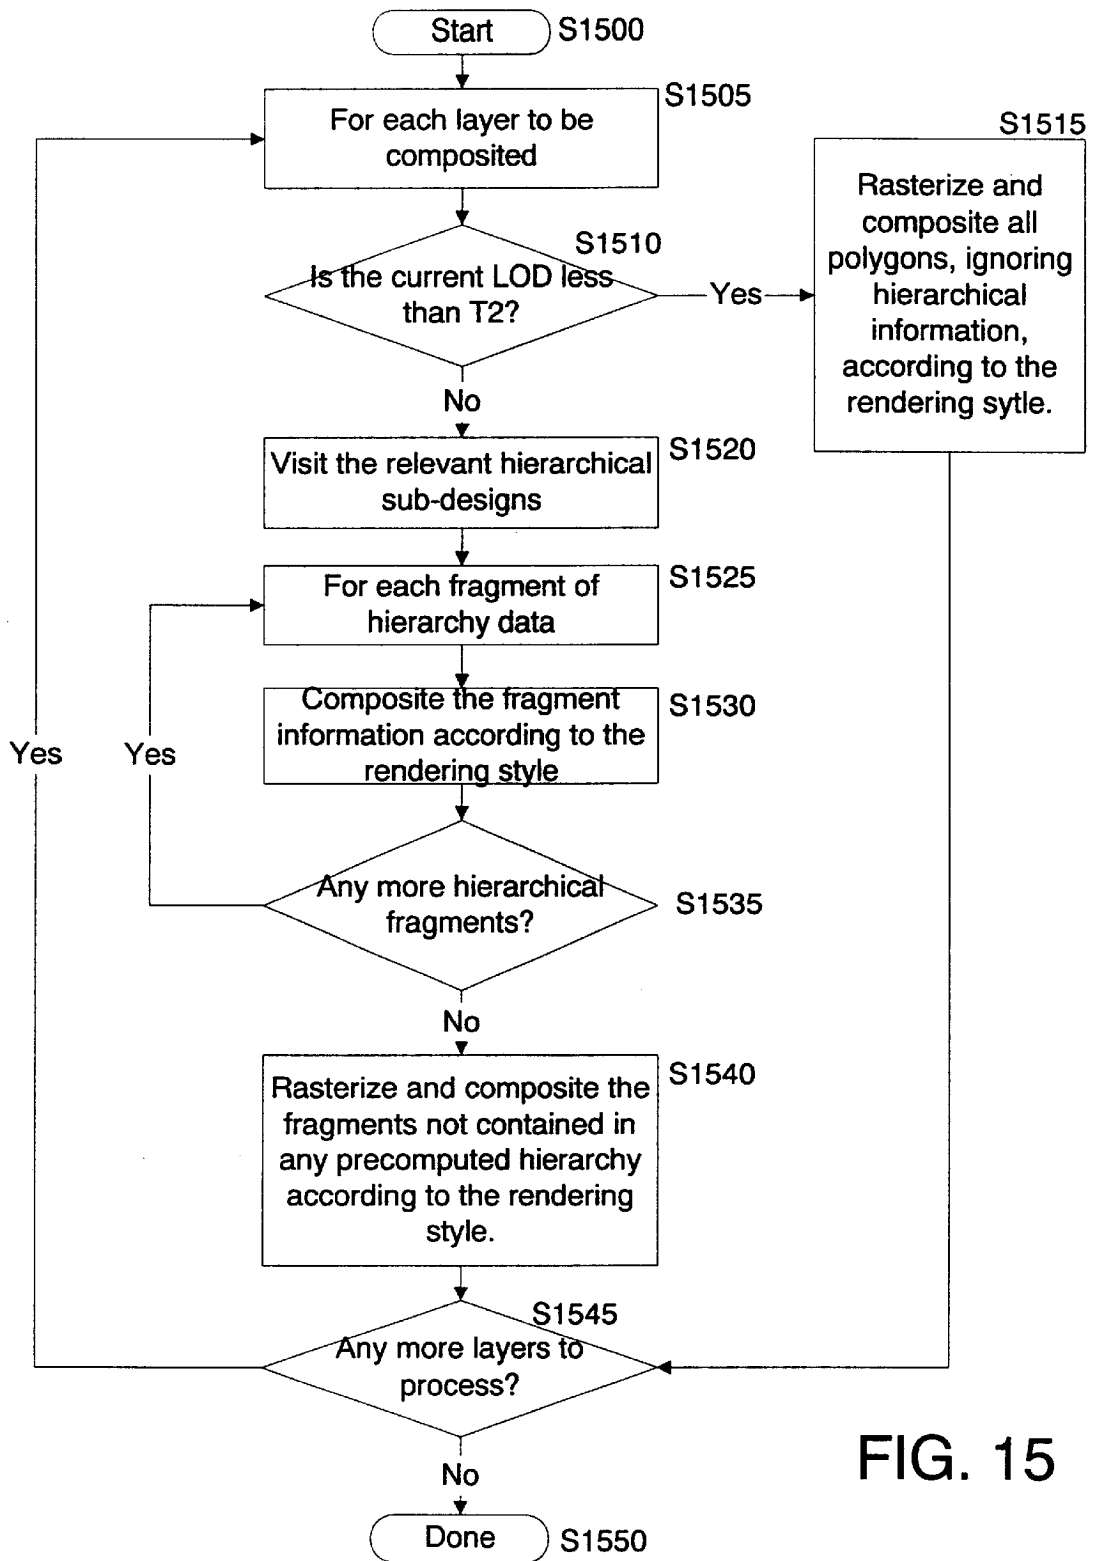 Start
S1500
For each layer to be
composited
S1505
S1510
Is the current LOD less
than T2?
Yes
S1515
Rasterize and
composite all
polygons, ignoring
hierarchical
information,
according to the
rendering sytle.
No
Visit the relevant hierarchical
sub-designs
S1520
For each fragment of
hierarchy data
S1525
Composite the fragment
information according to the
rendering style
S1530
Yes
Yes
Any more hierarchical
fragments?
S1535
No
Rasterize and composite the
fragments not contained in
any precomputed hierarchy
according to the rendering
style.
S1540
S1545
Any more layers to
process?
No
Done
S1550
FIG. 15